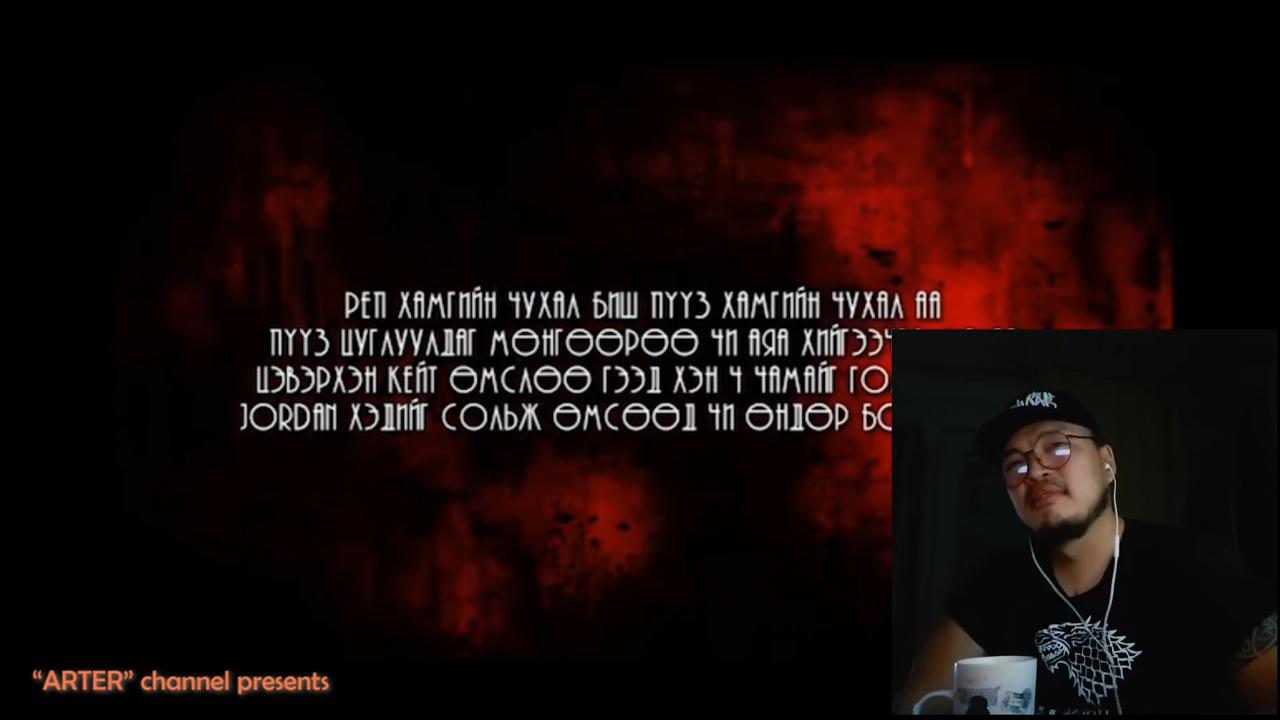 РЕП ХАМГИЙН ЧУХАЛ БИШ ПҮҮЗ ХАМГИЙН ЧУХАЛ АА
ПҮҮЗ ЦУГЛУУЛДАГ МӨНГӨӨРӨӨ ЧИ АЯА ХИЙГЭЭЧ
ЦЭВЭРХЭН КЕЙТ ӨМСЛӨӨ ГЭЭД ХЭН Ч ЧАМАЙГ
JORDAN ХЭДИЙГ СОЛЬЖ ӨМСӨӨД ЧИ ӨНДӨР
“ARTER” channel presents